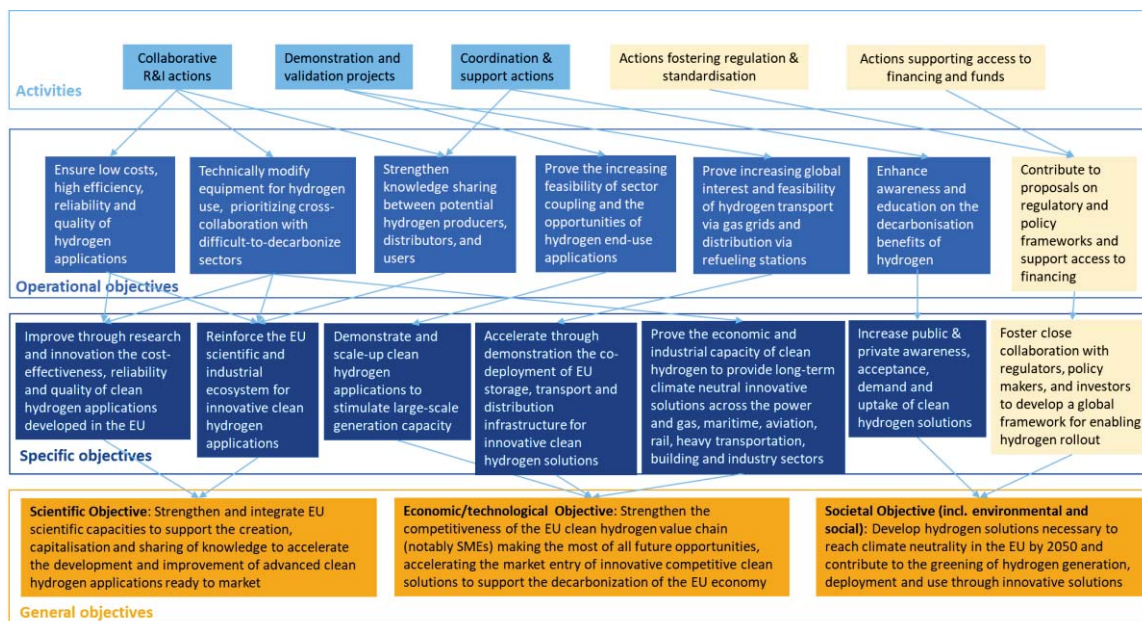 Collaborative
R&I actions
Demonstration and
validation projects
Coordination &
support actions
Actions fostering regulation &
standardisation
Actions supporting access to
financing and funds
Activities
Ensure low costs,
high efficiency,
reliability and
quality of
hydrogen
applications
Technically modify
equipment for hydrogen
use, prioritizing cross-
collaboration with
difficult-to-decarbonize
sectors
Strengthen
knowledge sharing
between potential
hydrogen producers,
distributors, and
users
Prove the increasing
feasibility of sector
coupling and the
opportunities of
hydrogen end-use
applications
Prove increasing global
interest and feasibility
of hydrogen transport
via gas grids and
distribution via
refueling stations
Enhance
awareness and
education on the
decarbonisation
benefits of
hydrogen
Contribute to
proposals on
regulatory and
policy
frameworks and
support access to
financing
Operational objectives
Improve through research
and innovation the cost-
effectiveness, reliability
and quality of clean
hydrogen applications
developed in the EU
Reinforce the EU
scientific and
industrial
ecosystem for
innovative clean
hydrogen
applications
Demonstrate and
scale-up clean
hydrogen
applications to
stimulate large-scale
generation capacity
Accelerate through
demonstration the co-
deployment of EU
storage, transport and
distribution
infrastructure for
innovative clean
hydrogen solutions
Prove the economic and
industrial capacity of clean
hydrogen to provide long-term
climate neutral innovative
solutions across the power
and gas, maritime, aviation,
rail, heavy transportation,
building and industry sectors
Increase public &
private awareness,
acceptance,
demand and
uptake of clean
hydrogen solutions
Foster close
collaboration with
regulators, policy
makers, and investors
to develop a global
framework for enabling
hydrogen rollout
Specific objectives
Scientific Objective: Strengthen and integrate EU
scientific capacities to support the creation,
capitalisation and sharing of knowledge to accelerate
the development and improvement of advanced clean
hydrogen applications ready to market
Economic/technological Objective: Strengthen the
competitiveness of the EU clean hydrogen value chain
(notably SMEs) making the most of all future opportunities,
accelerating the market entry of innovative competitive clean
solutions to support the decarbonization of the EU economy
Societal Objective (incl. environmental and
social): Develop hydrogen solutions necessary to
reach climate neutrality in the EU by 2050 and
contribute to the greening of hydrogen generation,
deployment and use through innovative solutions
General objectives